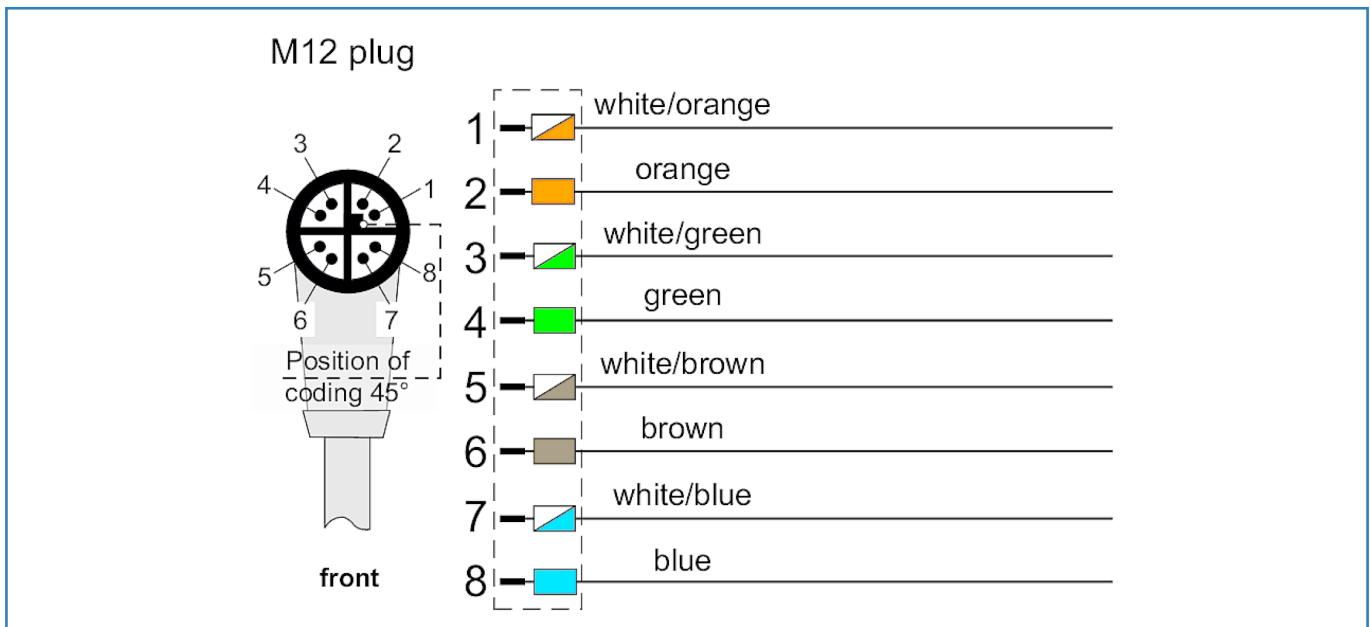 M12 plug
3 2
4 1
5 8
6 7
Position of
coding 45°
front
1 white/orange
2 orange
3 white/green
4 green
5 white/brown
6 brown
7 white/blue
8 blue